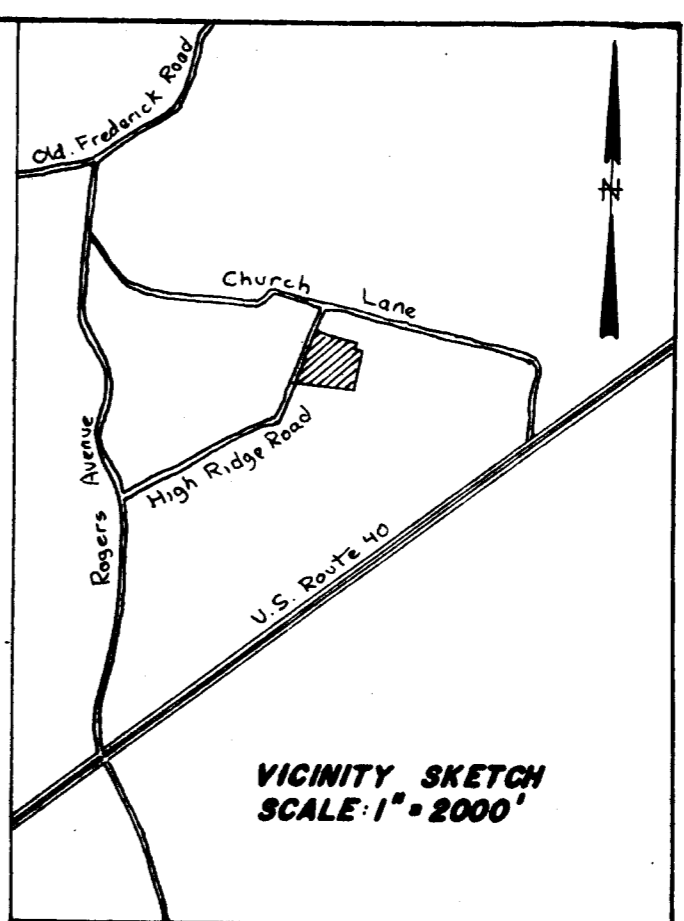 Old. Frederick Road
N
Church Lane
High Ridge Road
Rogers Avenue
U.S. Route 40
VICINITY SKETCH
SCALE: 1" = 2000'